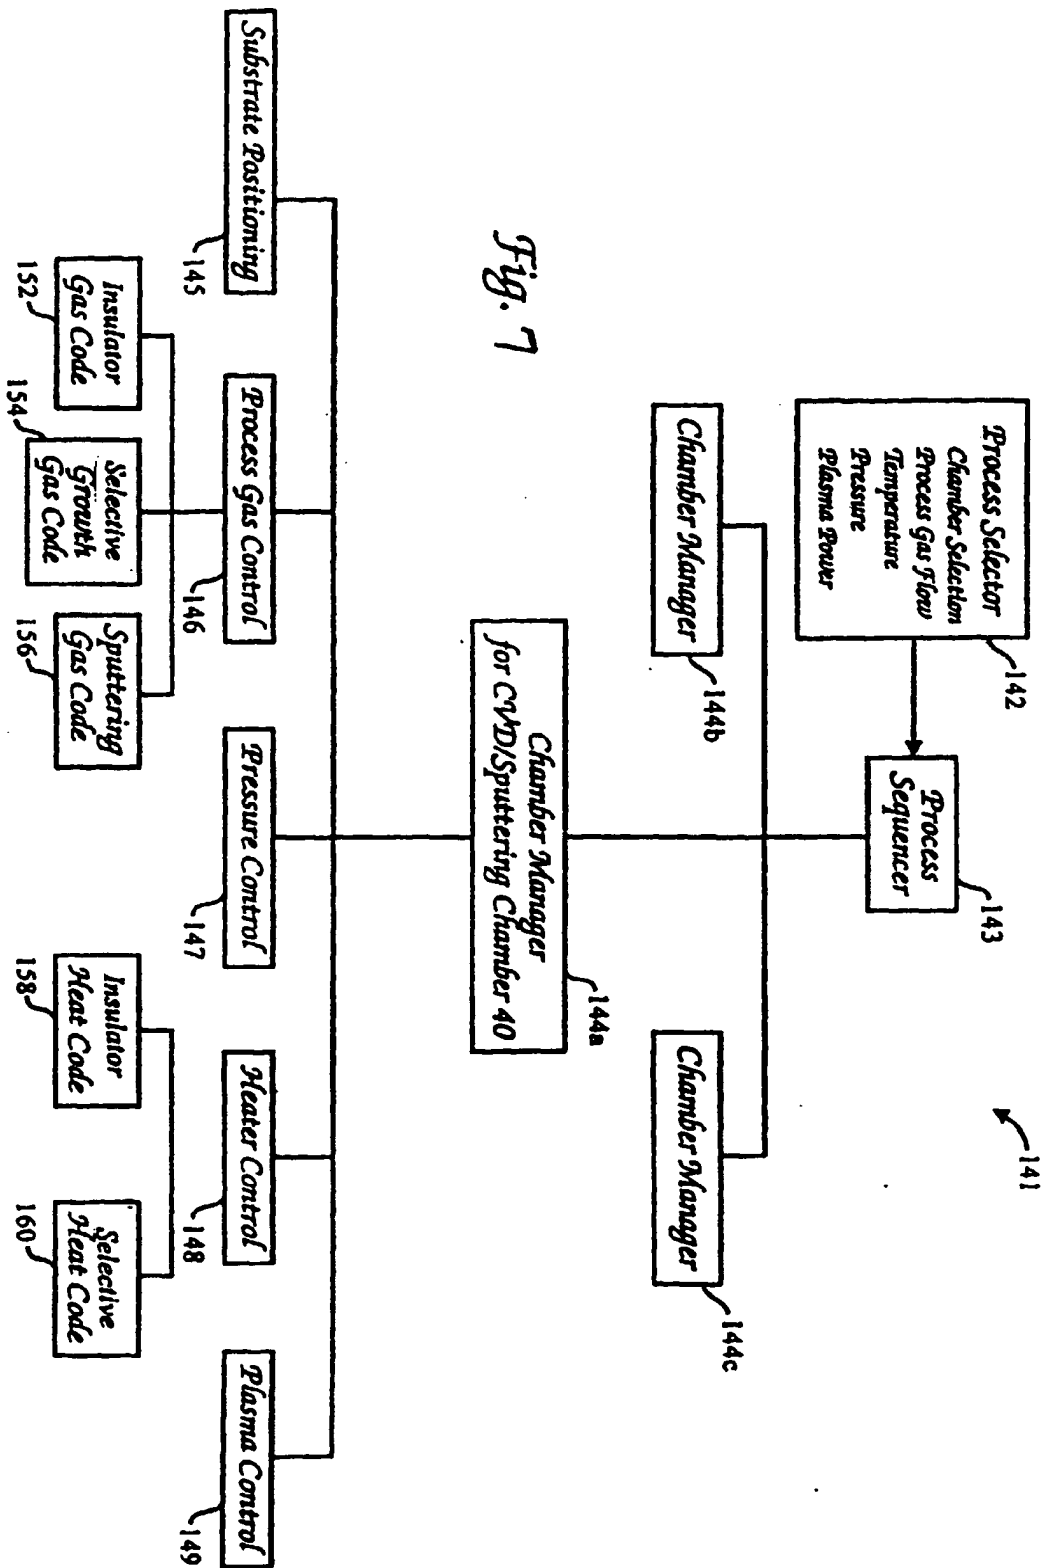 141
Process Selector
Chamber Selection
Process Gas Flow
Temperature
Pressure
Plasma Power
142
Process
Sequencer
143
Chamber Manager
144b
Chamber Manager
144c
Chamber Manager
for CVD/Sputtering Chamber 40
144a
Fig. 7
Substrate Positioning
145
Process Gas Control
146
Pressure Control
147
Heater Control
148
Plasma Control
149
Insulator
Gas Code
152
Selective
Growth
Gas Code
154
Sputtering
Gas Code
156
Insulator
Heat Code
158
Selective
Heat Code
160